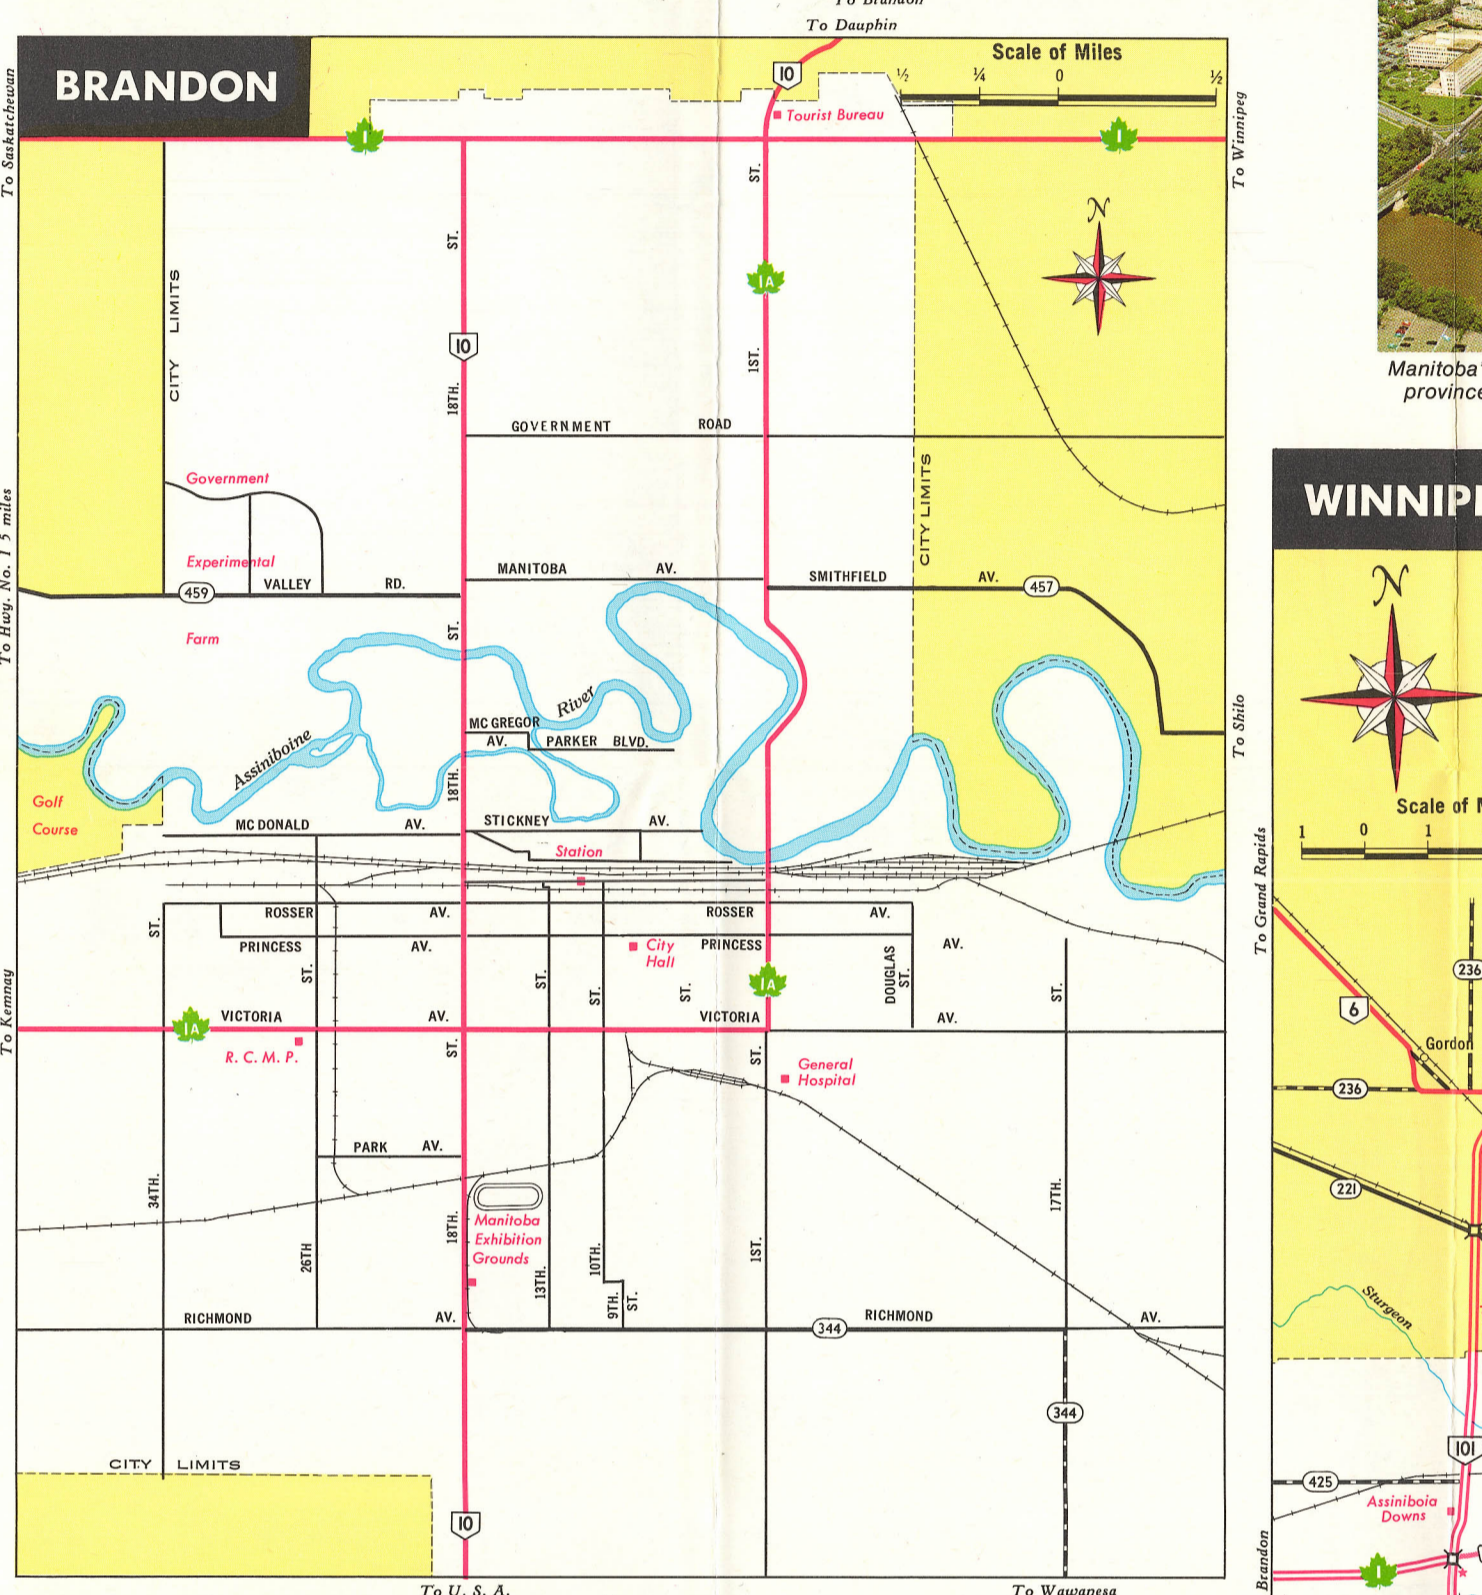 To Brandon
To Dauphin
BRANDON
Scale of Miles
½ ¼ 0 ½
10
Tourist Bureau
To Saskatchewan
To Winnipeg
1
1
ST.
N
ST.
CITY LIMITS
1A
10
1ST.
18TH.
Manitoba'
province
GOVERNMENT ROAD
CITY LIMITS
Government
Experimental
Farm
459
VALLEY RD.
MANITOBA AV.
SMITHFIELD AV.
457
To Hwy. No. 1 5 miles
ST.
WINNIP
N
Assiniboine
River
MC GREGOR
AV.
PARKER BLVD.
To Shilo
18TH.
Golf
Course
MC DONALD AV.
STICKNEY AV.
Station
Scale of
1 0 1
To Grand Rapids
ROSSER AV.
ROSSER AV.
ST.
PRINCESS AV.
City
Hall
PRINCESS
AV.
DOUGLAS
ST.
ST.
ST.
ST.
ST.
ST.
1A
236
6
Gordon
236
To Kemnay
1A
VICTORIA AV.
VICTORIA
AV.
R. C. M. P.
ST.
ST.
General
Hospital
PARK AV.
34TH.
26TH
18TH.
Manitoba
Exhibition
Grounds
13TH.
10TH.
9TH.
ST.
1ST.
17TH.
221
RICHMOND AV.
344
RICHMOND
AV.
Sturgeon
344
CITY LIMITS
10
101
425
Assiniboia
Downs
1
Brandon
To U. S. A.
To Wawanesa